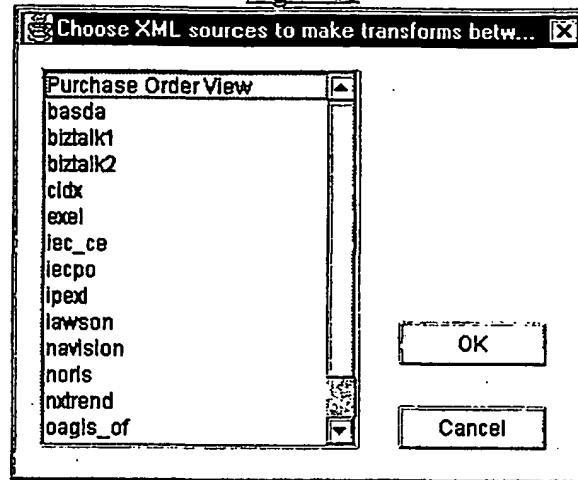 Choose XML sources to make transforms betw...
Purchase Order View
basda
biztalk1
biztalk2
cidx
exel
iec_ce
iecpo
ipexl
lawson
navision
noris
nxtrend
oagis_of
OK
Cancel